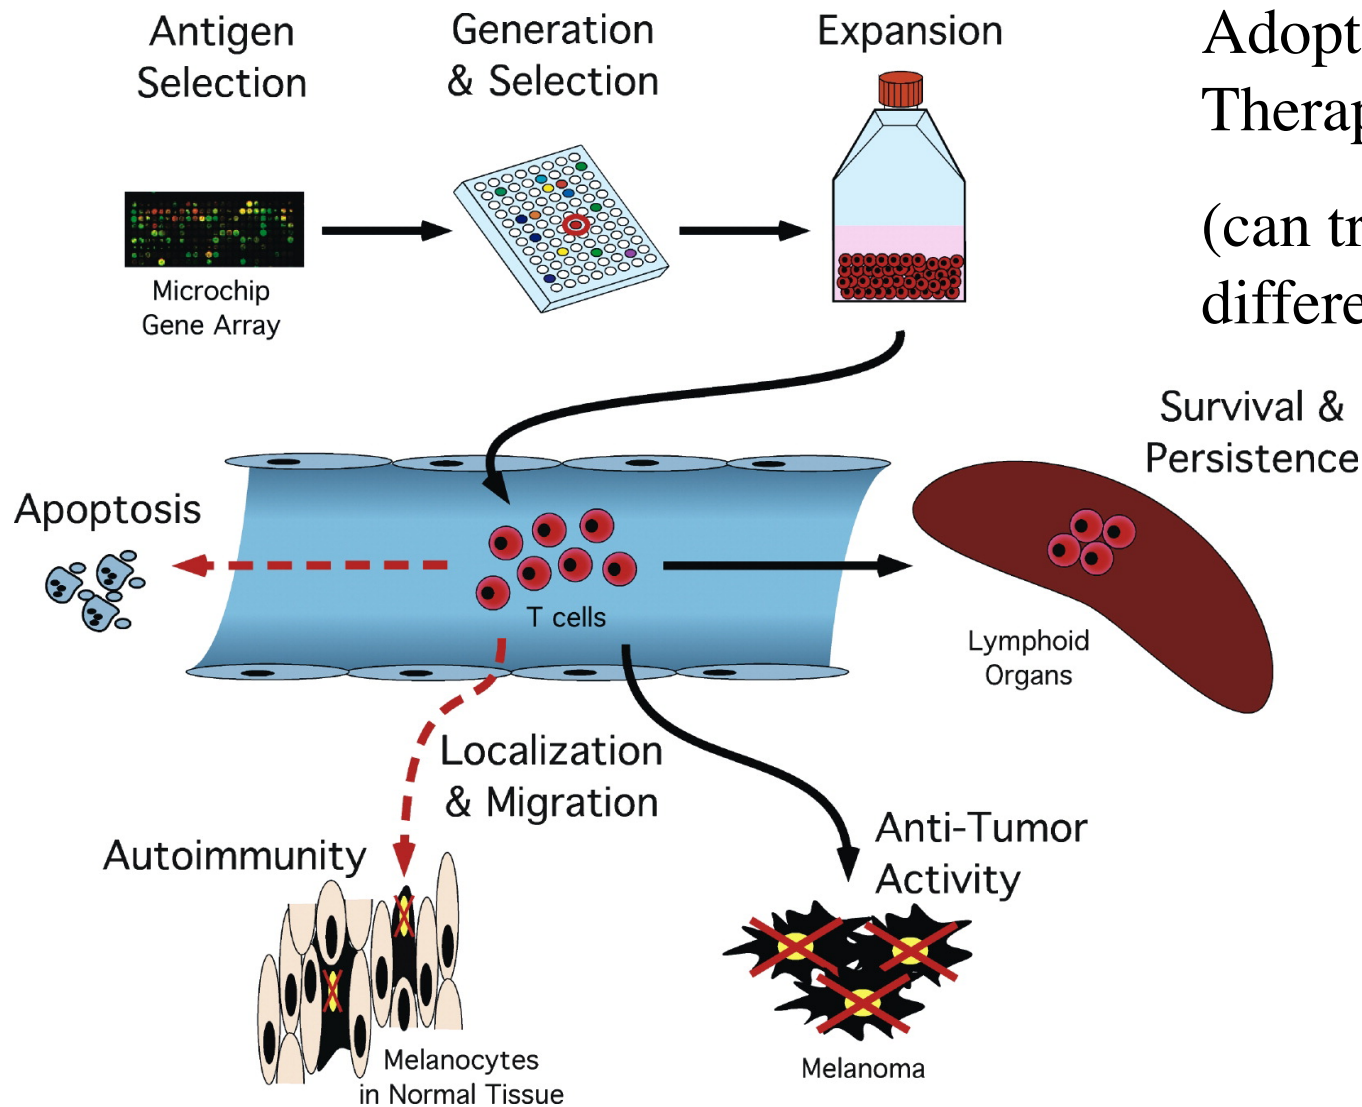 Antigen
Selection
Generation
& Selection
Expansion
Microchip
Gene Array
(can
Survival &
Persistence
Apoptosis
T cells
Lymphoid
Organs
Localization
& Migration
Autoimmunity
Anti-Tumor
Activity
Melanocytes
in Normal Tissue
Melanoma